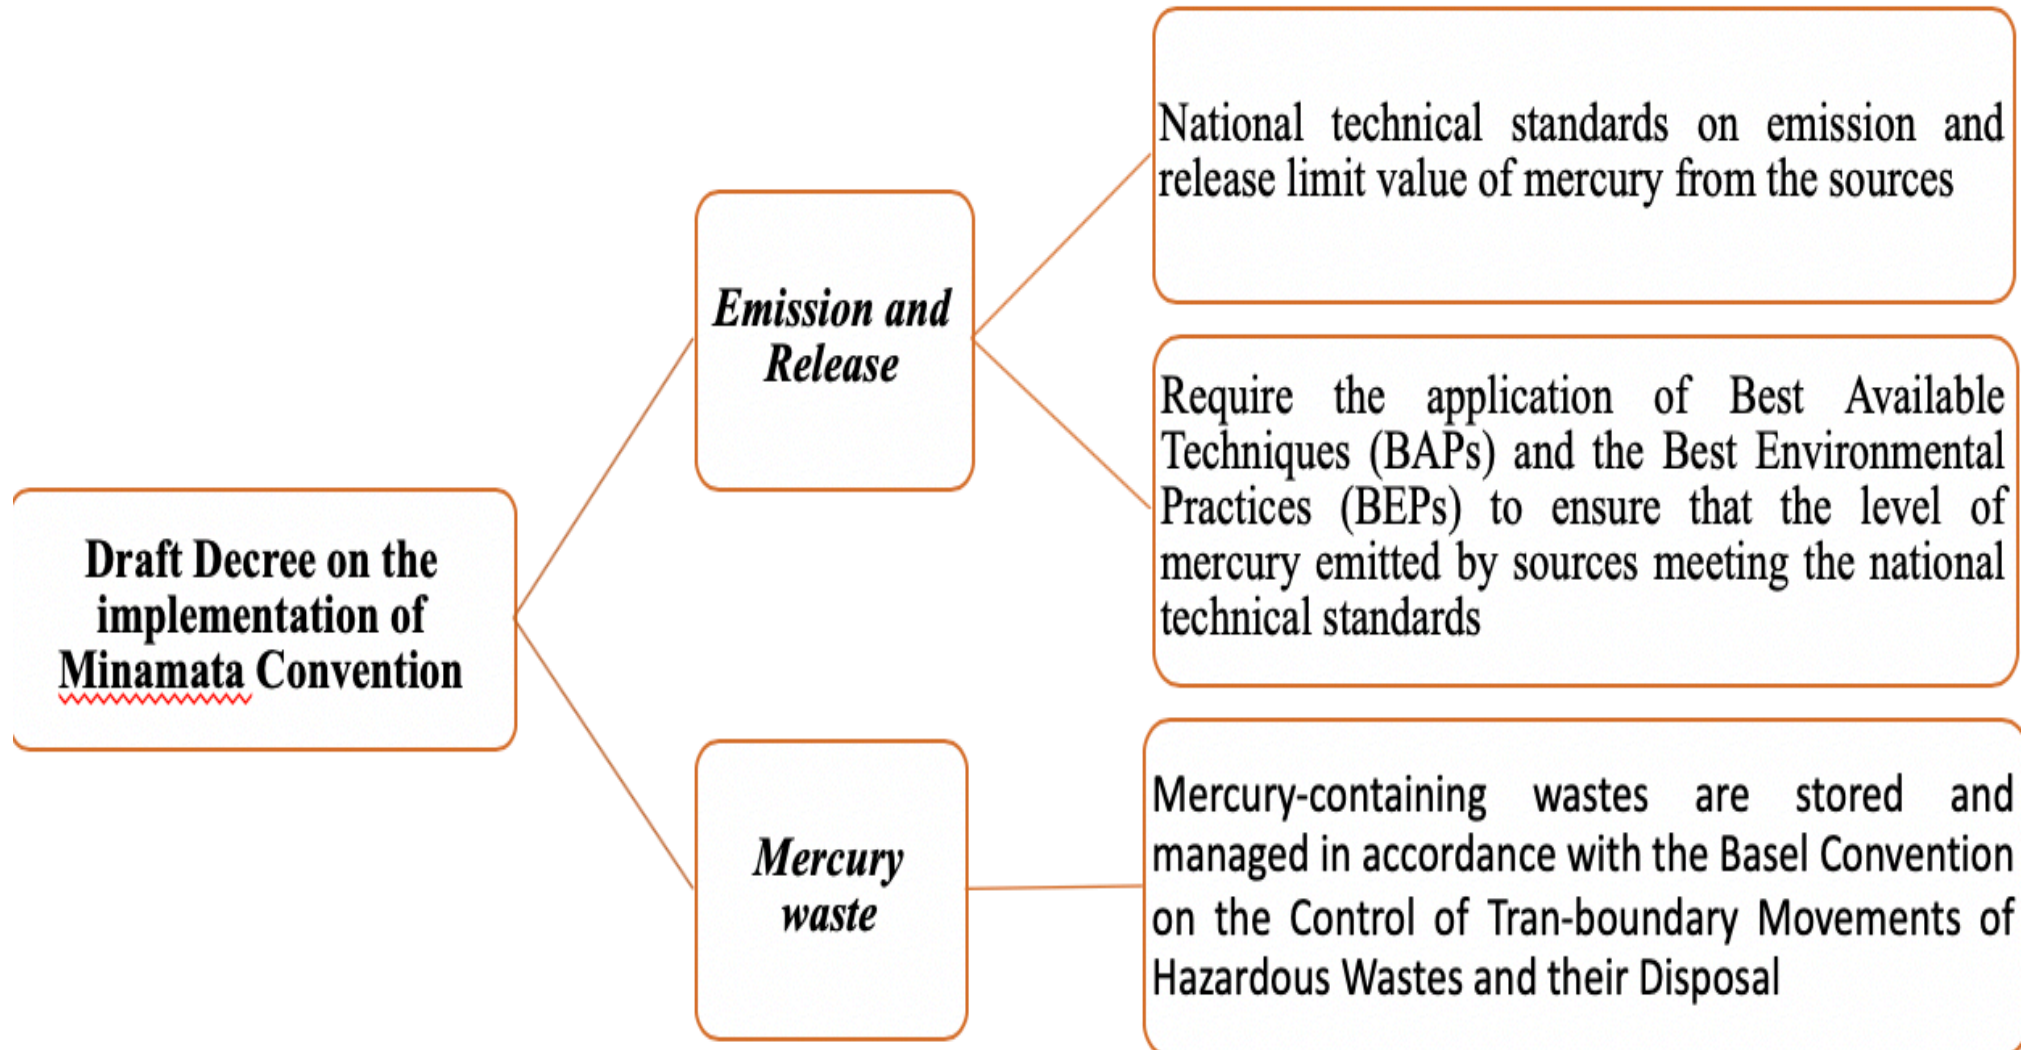 Draft Decree on the
implementation of
Minamata Convention
Emission and
Release
National technical standards on emission and
release limit value of mercury from the sources
Require the application of Best Available
Techniques (BAPs) and the Best Environmental
Practices (BEPs) to ensure that the level of
mercury emitted by sources meeting the national
technical standards
Mercury
waste
Mercury-containing wastes are stored and
managed in accordance with the Basel Convention
on the Control of Tran-boundary Movements of
Hazardous Wastes and their Disposal